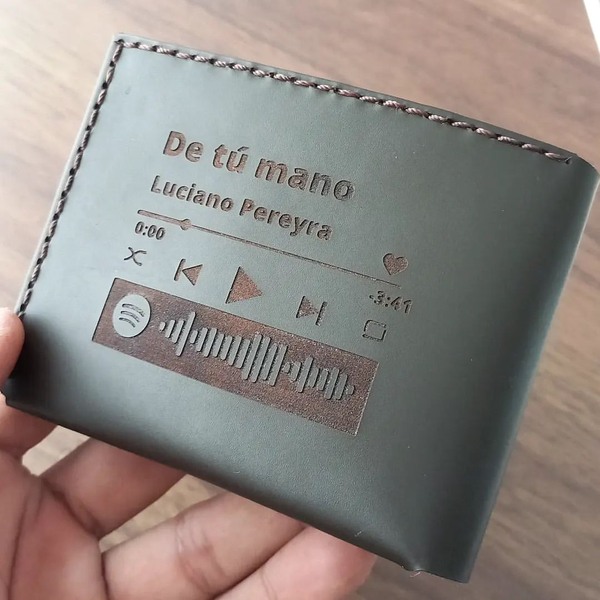 De tú mano
Luciano Pereyra
0:00
-3:41